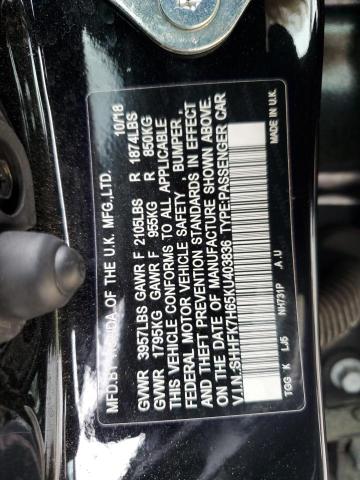 MFD.BY HONDA OF THE U.K. MFG.,LTD. 10/18
GVWR 3957LBS GAWR F 2105LBS R 1874LBS
GVWR 1795KG GAWR F 955KG R 850KG
THIS VEHICLE CONFORMS TO ALL APPLICABLE
FEDERAL MOTOR VEHICLE SAFETY, BUMPER,
AND THEFT PREVENTION STANDARDS IN EFFECT
ON THE DATE OF MANUFACTURE SHOWN ABOVE.
V.I.N.:SHHFK7H65KU403836 TYPE:PASSENGER CAR
NH731P A U MADE IN U.K.
TGG K LJ5